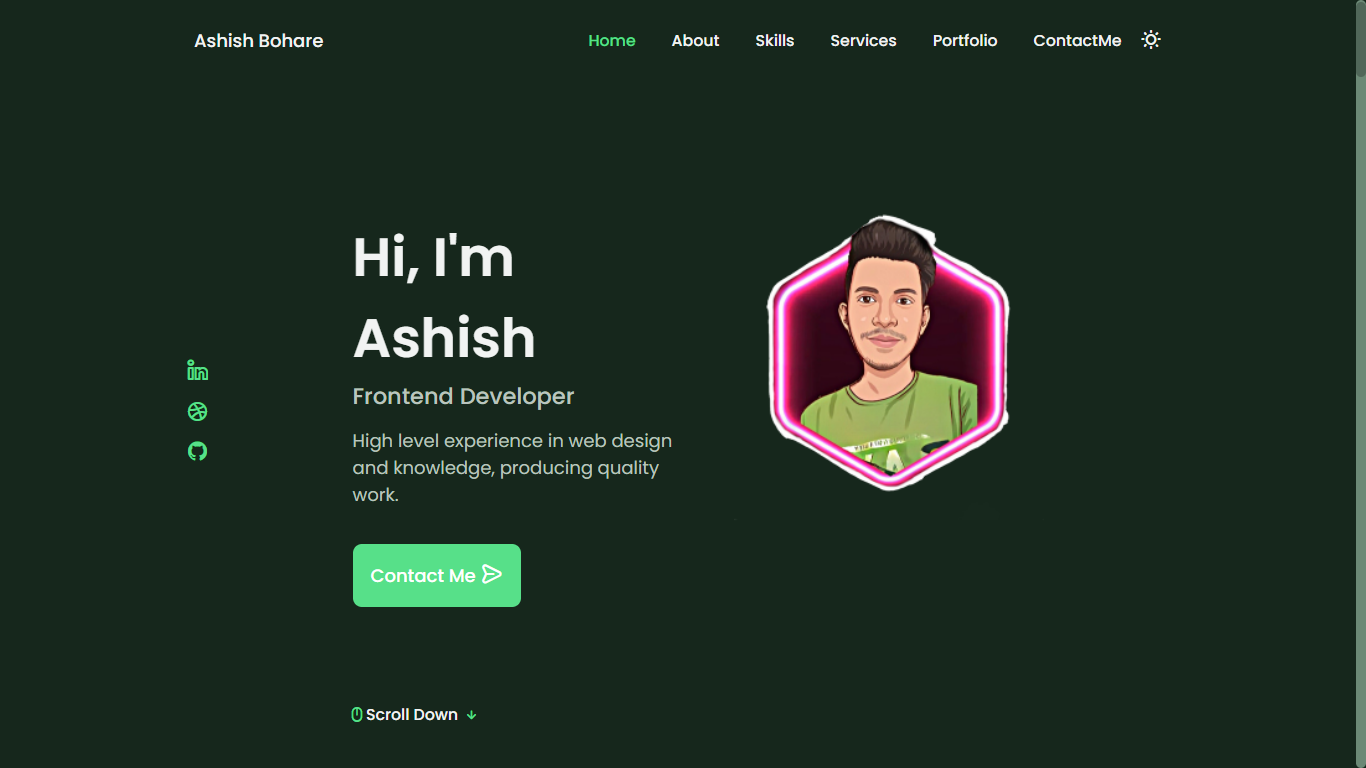 Ashish Bohare
Home About Skills Services Portfolio ContactMe
Hi, I'm
Ashish
Frontend Developer
High level experience in web design
and knowledge, producing quality
work.
Contact Me
Scroll Down